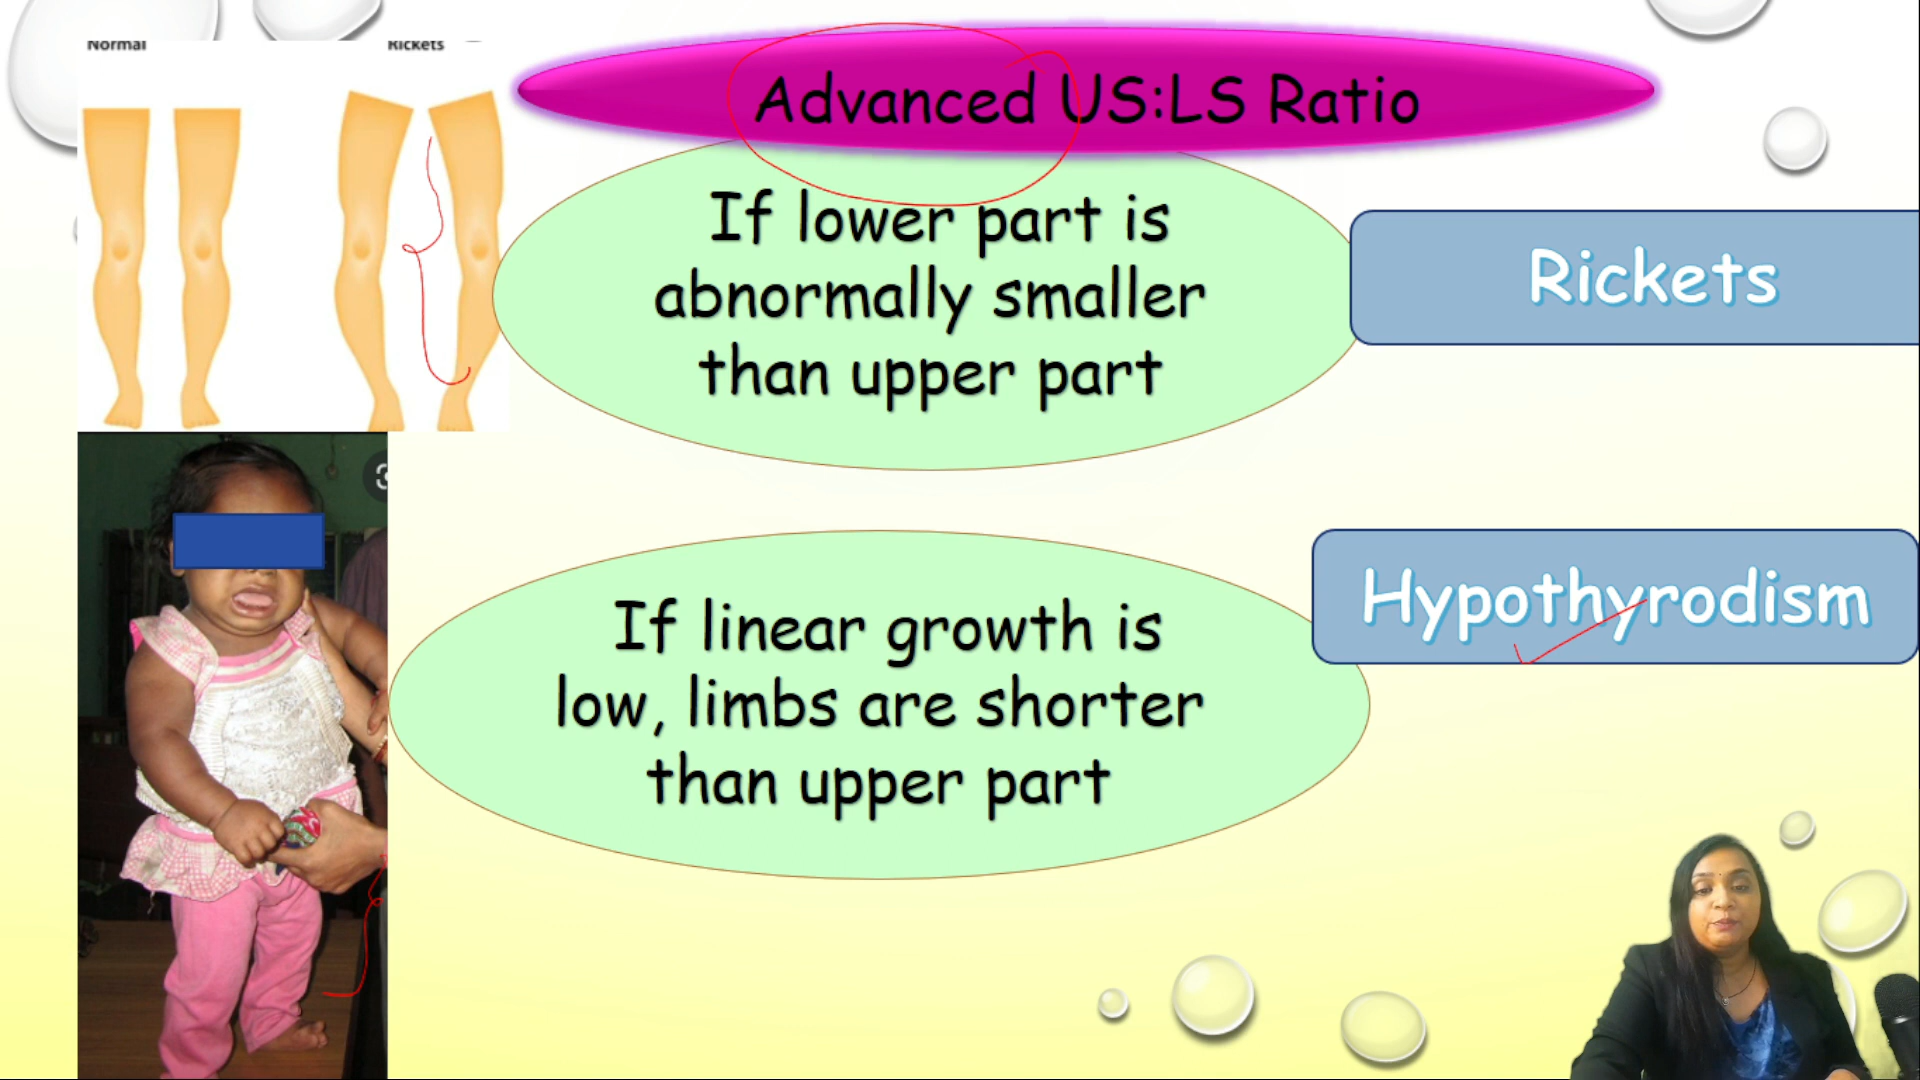 Normal
Rickets
Advanced US:LS Ratio
If lower part is
abnormally smaller
than upper part
Rickets
If linear growth is
low, limbs are shorter
than upper part
Hypothyrodism